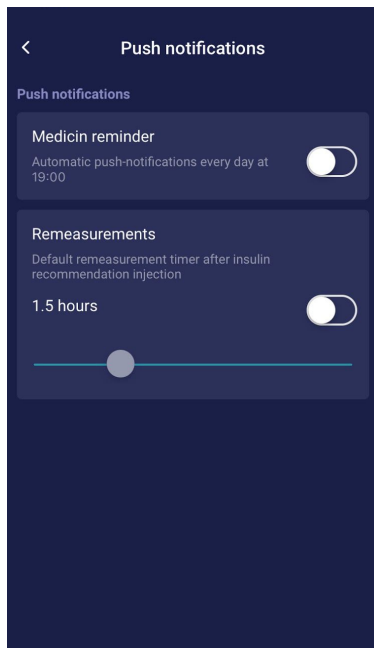 Push notifications
Push notifications
Medicin reminder
Automatic push-notifications every day at
19:00
Remeasurements
Default remeasurement timer after insulin
recommendation injection
1.5 hours